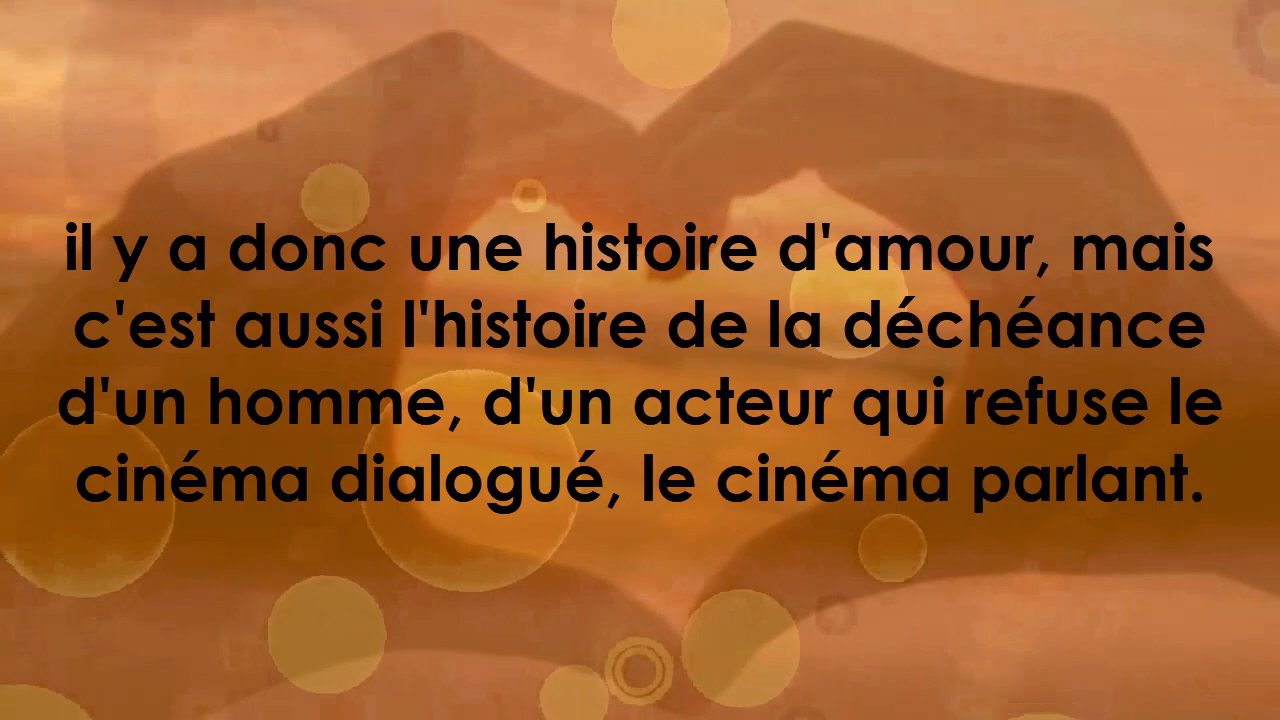 il y a donc une histoire d'amour, mais
c'est aussi l'histoire de la déchéance
d'un homme, d'un acteur qui refuse le
cinéma dialogué, le cinéma parlant.